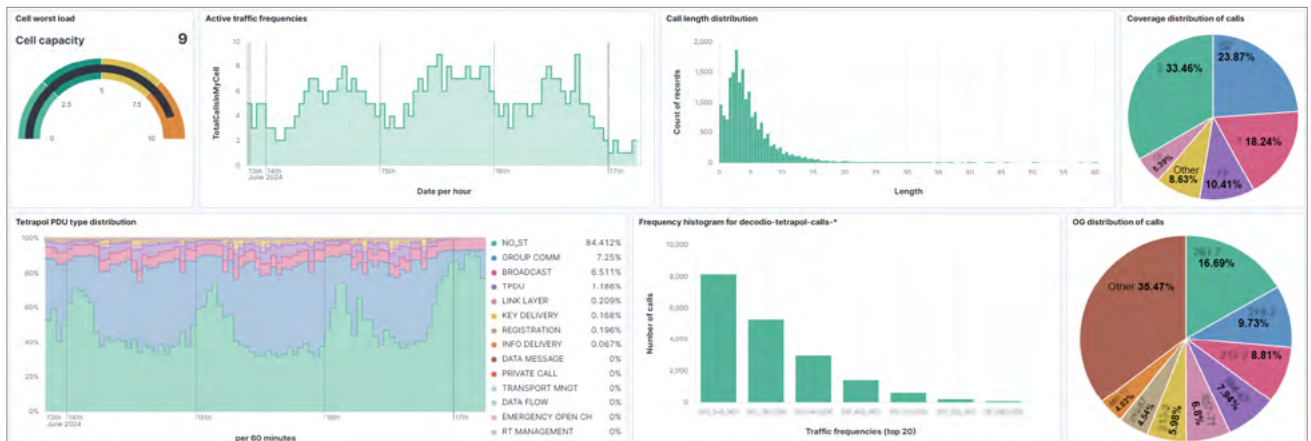 Cell worst load
Cell capacity 9
0
2.5
5
7.5
10
Active traffic frequencies
TotalCallsInMyCell
10
8
6
4
2
0
13th 14th 15th 16th 17th
June 2024
Date per hour
Call length distribution
Count of records
2,000
1,500
1,000
500
0
0 5 10 15 20 25 30 35 40 45 50 55 60
Length
Coverage distribution of calls
33.46%
23.87%
18.24%
10.41%
Other
8.63%
5.39%
Tetrapol PDU type distribution
100%
80%
60%
40%
20%
0%
13th 14th 15th 16th 17th
June 2024
per 60 minutes
NO_ST 84.412%
GROUP COMM 7.25%
BROADCAST 6.511%
TPDU 1.186%
LINK LAYER 0.209%
KEY DELIVERY 0.168%
REGISTRATION 0.196%
INFO DELIVERY 0.067%
DATA MESSAGE 0%
PRIVATE CALL 0%
TRANSPORT MNGT 0%
DATA FLOW 0%
EMERGENCY OPEN CH 0%
RT MANAGEMENT 0%
Frequency histogram for decodio-tetrapol-calls-*
Number of calls
10,000
8,000
6,000
4,000
2,000
0
Traffic frequencies (top 20)
OG distribution of calls
Other 35.47%
16.69%
9.73%
8.81%
7.94%
6.8%
5.98%
4.54%
4.03%